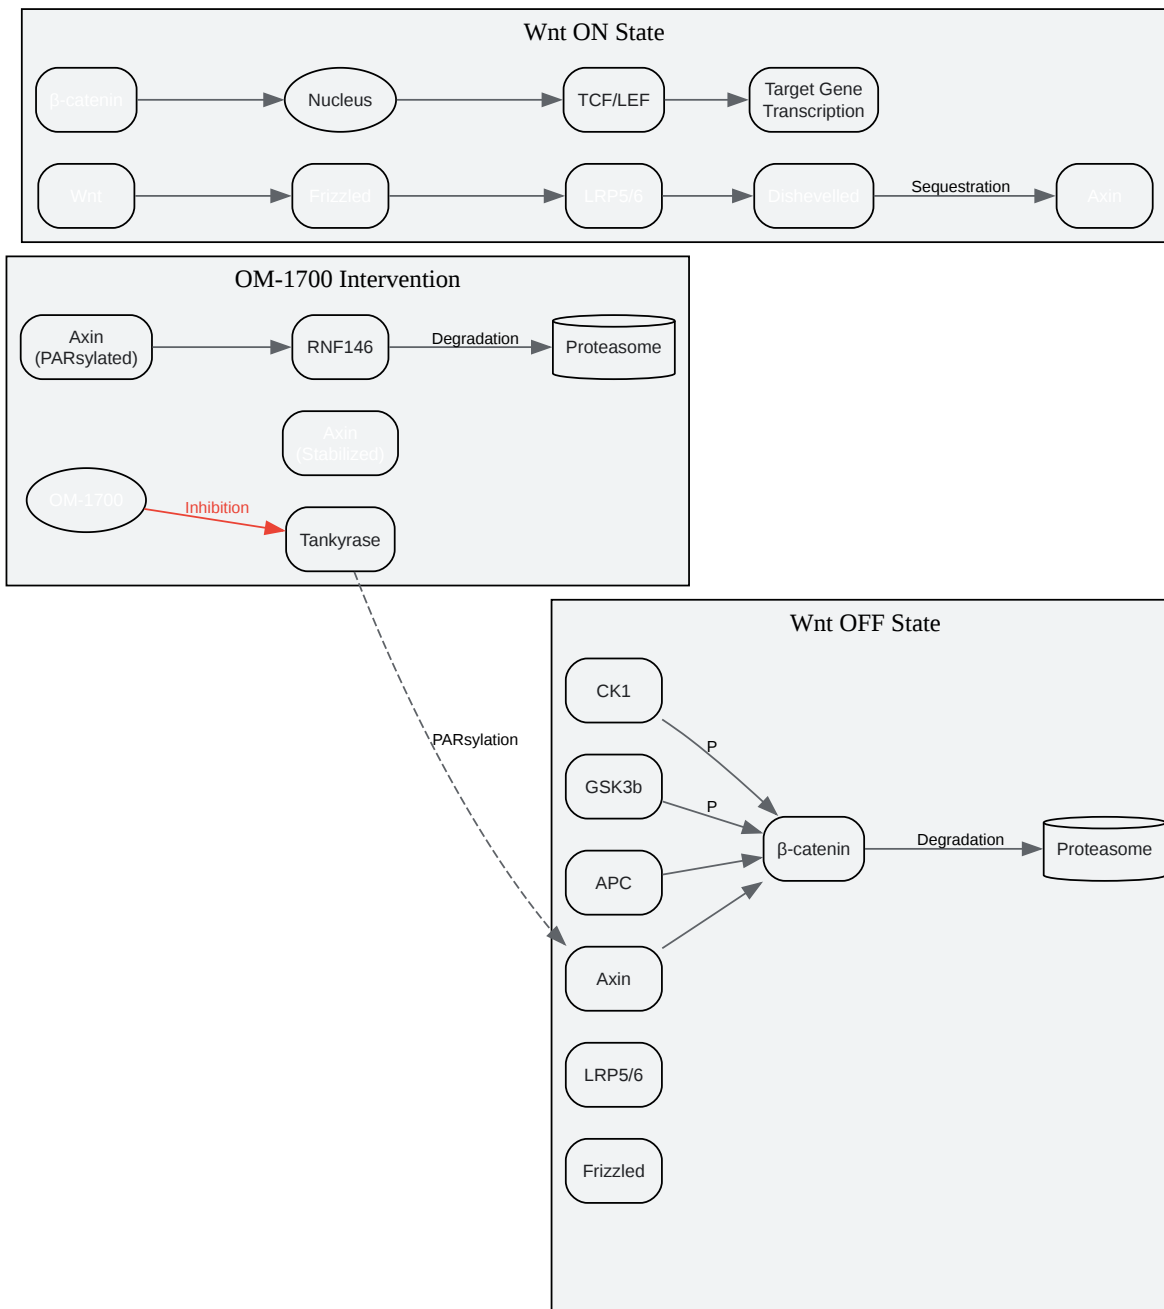 Wnt ON State
β-catenin
Nucleus
TCF/LEF
Target Gene
Transcription
Wnt
Frizzled
LRP5/6
Dishevelled
Sequestration
Axin
OM-1700 Intervention
Axin
(PARsylated)
RNF146
Degradation
Proteasome
Axin
(Stabilized)
OM-1700
Inhibition
Tankyrase
PARsylation
Wnt OFF State
CK1
P
GSK3b
P
APC
β-catenin
Degradation
Proteasome
Axin
LRP5/6
Frizzled